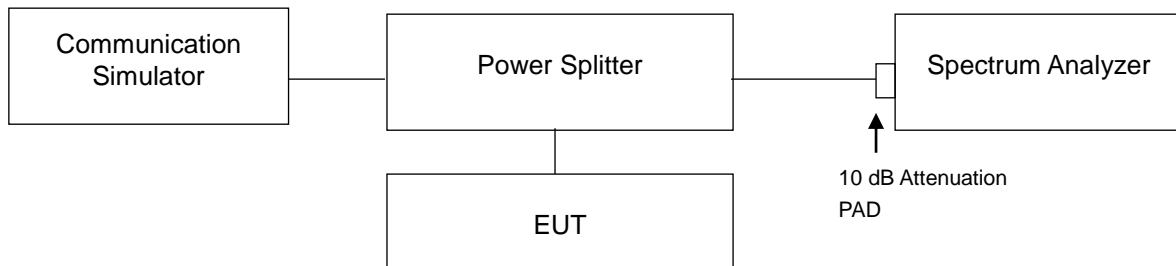 Communication
Simulator
Power Splitter
Spectrum Analyzer
10 dB Attenuation
PAD
EUT